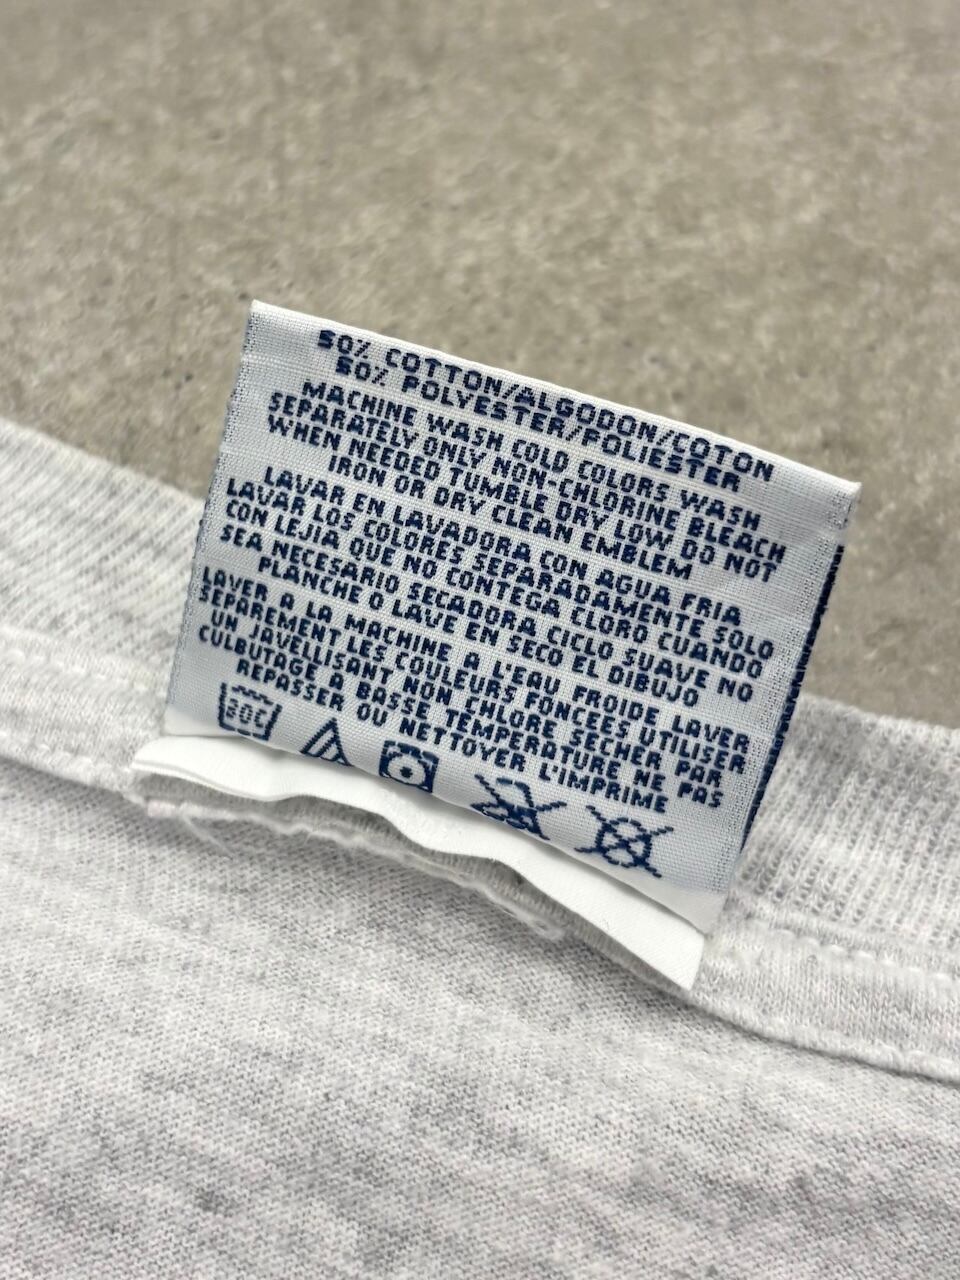 50% COTTON/ALGODON/COTON
50% POLYESTER/POLIESTER
MACHINE WASH COLD COLORS WASH
SEPARATELY ONLY NON-CHLORINE BLEACH
WHEN NEEDED TUMBLE DRY LOW DO NOT
IRON OR DRY CLEAN EMBLEM
LAVAR EN LAVADORA CON AGUA FRIA
LAVAR LOS COLORES SEPARADAMENTE SOLO
CON LEJIA QUE NO CONTEGA CLORO CUANDO
SEA NECESARIO SECADORA CICLO SUAVE NO
PLANCHE O LAVE EN SECO EL DIBUJO
LAVER A LA MACHINE A L'EAU FROIDE LAVER
SEPAREMENT LES COULEURS FONCEES UTILISER
UN JAVELLISANT NON CHLORE SECHER PAR
CULBUTAGE A BASSE TEMPERATURE NE PAS
REPASSER OU NETTOYER L'IMPRIME
30C